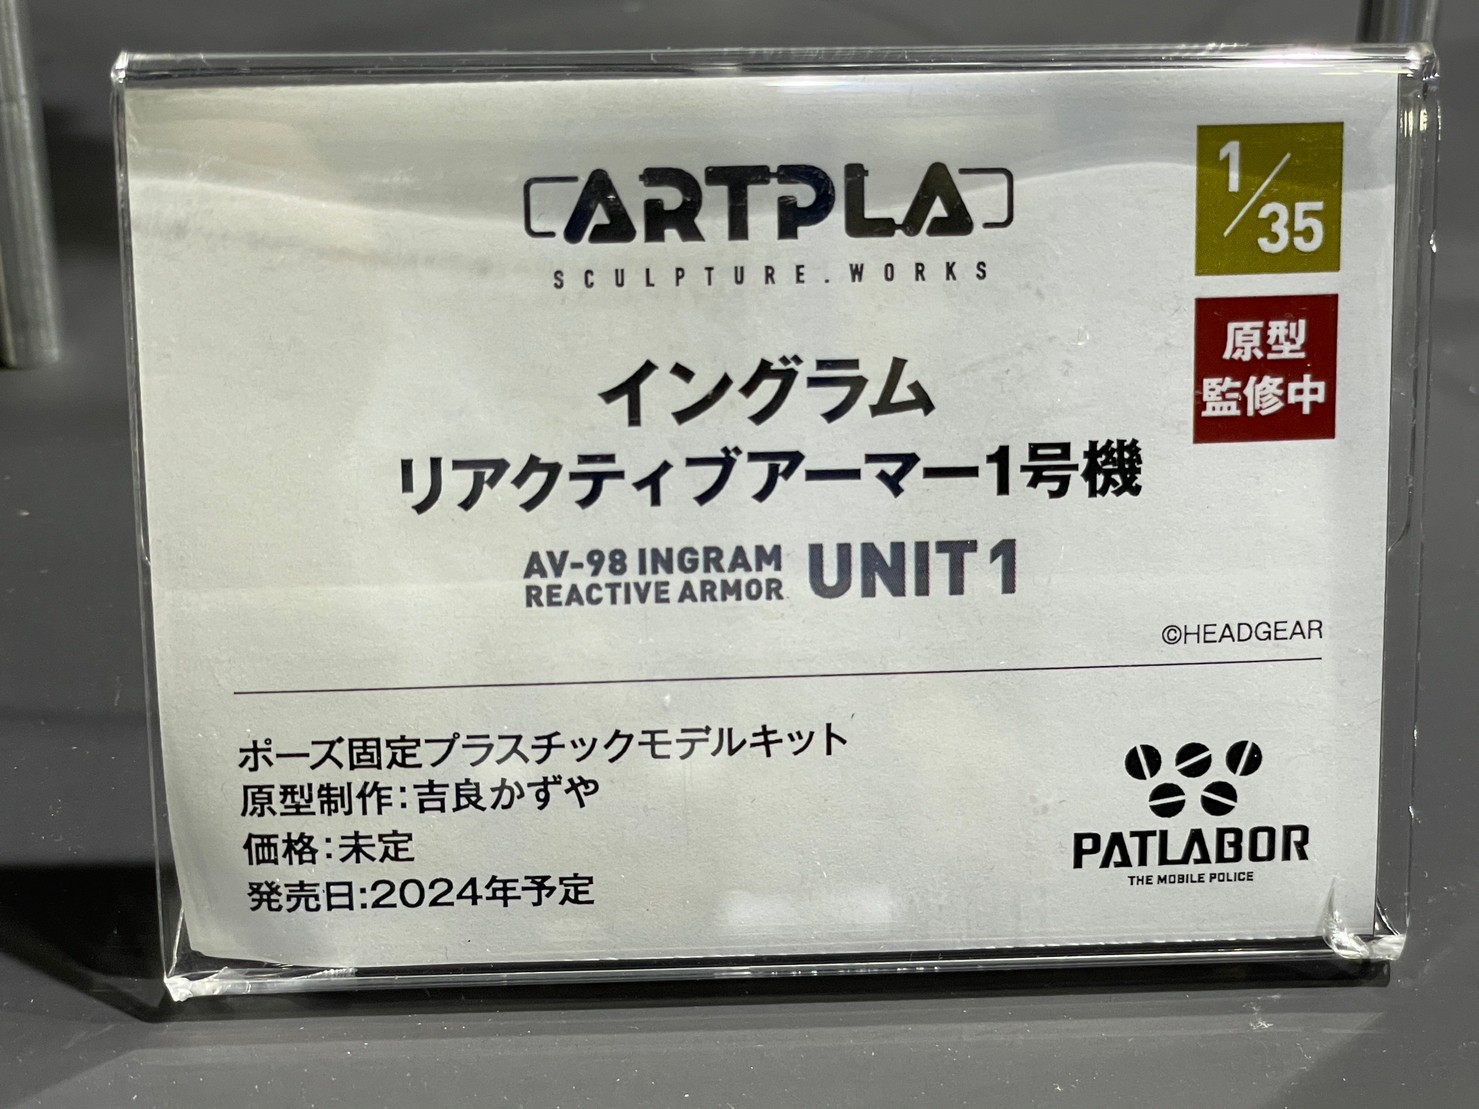 ARTPLA
SCULPTURE.WORKS
1/35
原型
監修中
イングラム
リアクティブアーマー1号機
AV-98 INGRAM
REACTIVE ARMOR
UNIT 1
©HEADGEAR
ポーズ固定プラスチックモデルキット
原型制作:吉良かずや
価格:未定
発売日:2024年予定
PATLABOR
THE MOBILE POLICE